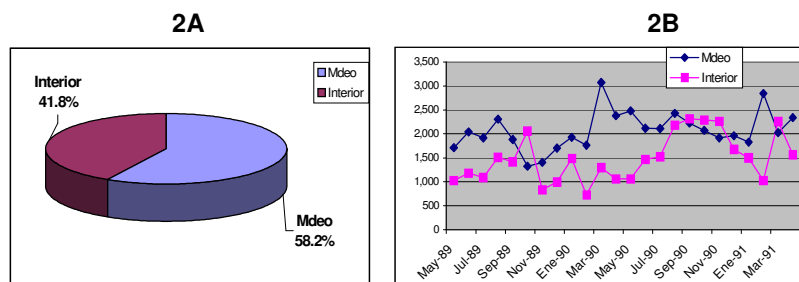 2A
Interior
41.8%
Mdeo
Interior
Mdeo
58.2%
2B
Mdeo
Interior
3,500
3,000
2,500
2,000
1,500
1,000
500
0
May-89
Jul-89
Sep-89
Nov-89
Ene-90
Mar-90
May-90
Jul-90
Sep-90
Nov-90
Ene-91
Mar-91